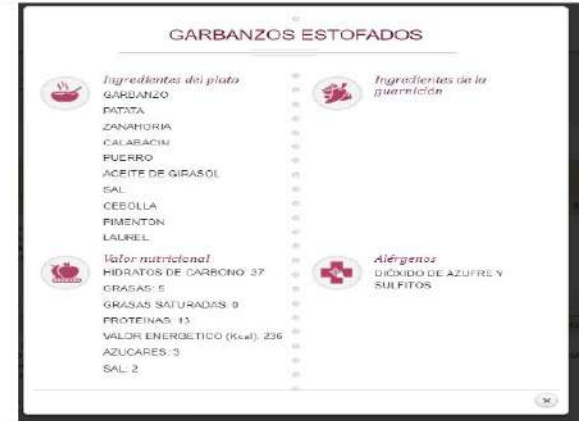 GARBANZOS ESTOFADOS
Ingredientes del plato
GARBANZO
PATATA
ZANAHORIA
CALABACIN
PUERRO
ACEITE DE GIRASOL
SAL
CEBOLLA
PIMENTON
LAUREL
Ingredientes de la
guarnición
Valor nutricional
HIDRATOS DE CARBONO: 37
GRASAS: 5
GRASAS SATURADAS: 0
PROTEINAS: 13
VALOR ENERGETICO (Kcal): 236
AZUCARES: 3
SAL: 2
Alérgenos
DIÓXIDO DE AZUFRE Y
SULFITOS